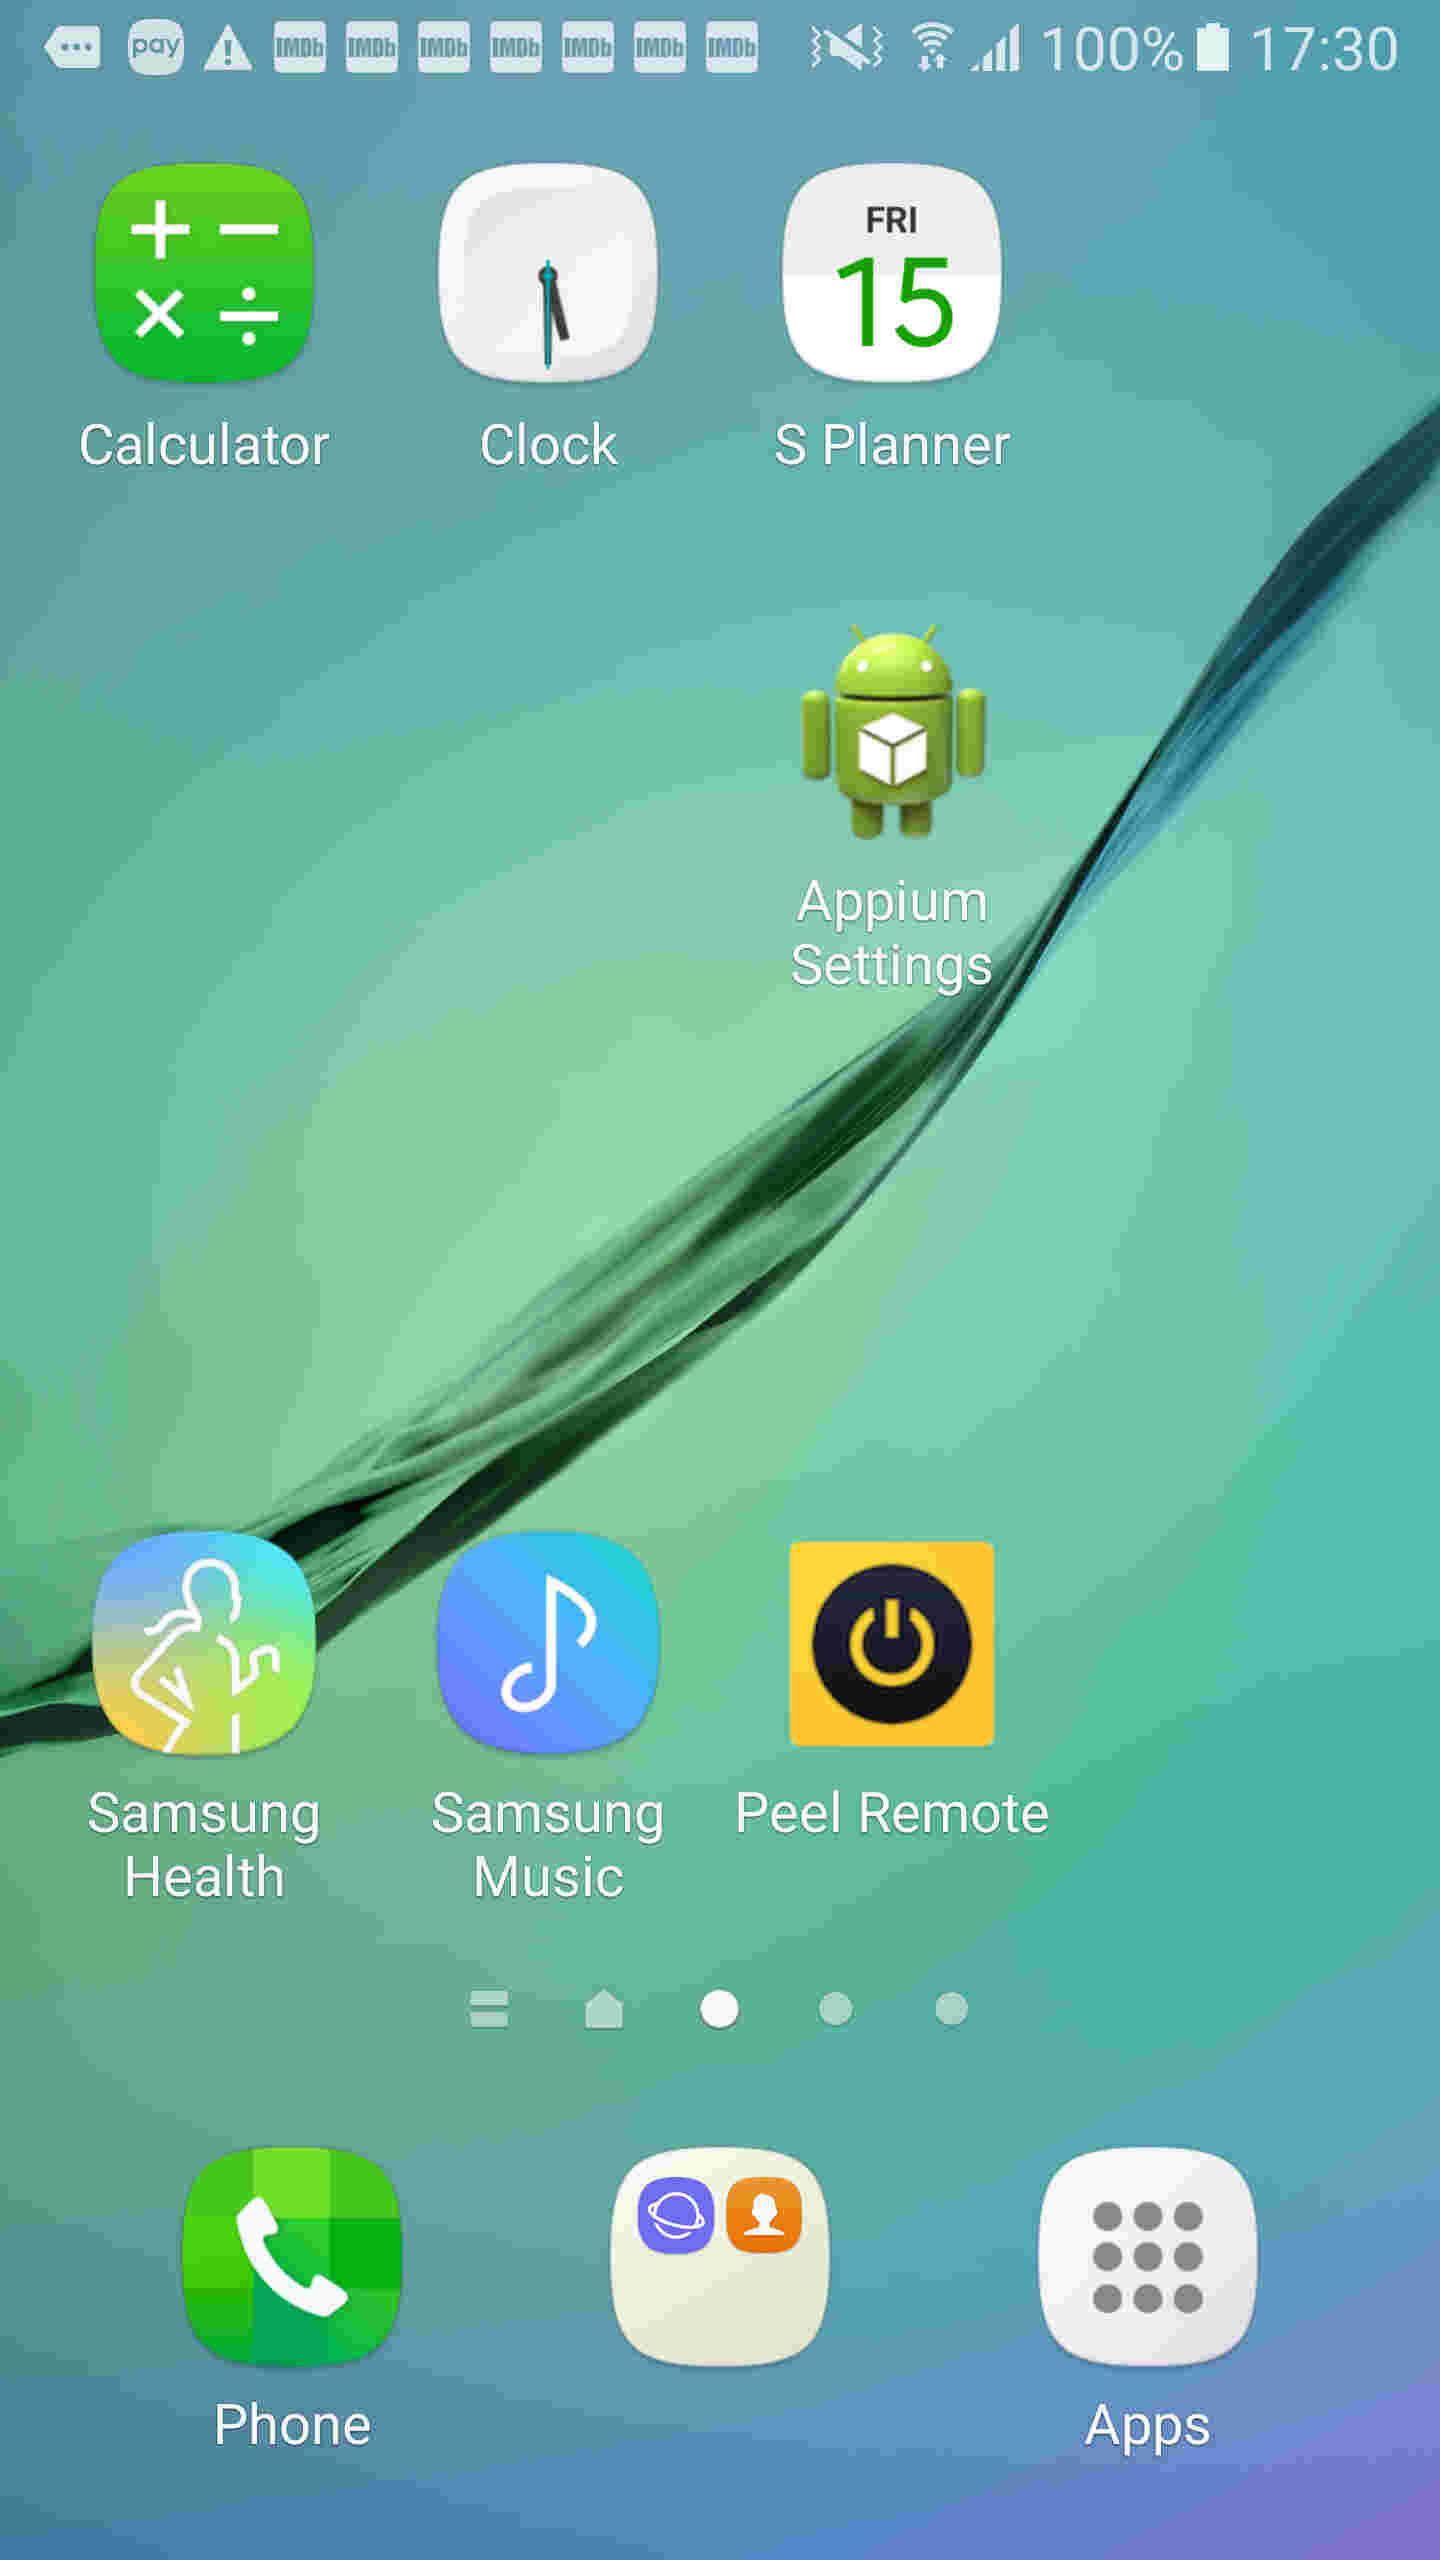 pay IMDb IMDb IMDb IMDb IMDb IMDb IMDb 100% 17:30
FRI
15
Calculator Clock S Planner
Appium
Settings
Samsung Samsung Peel Remote
Health Music
Phone Apps